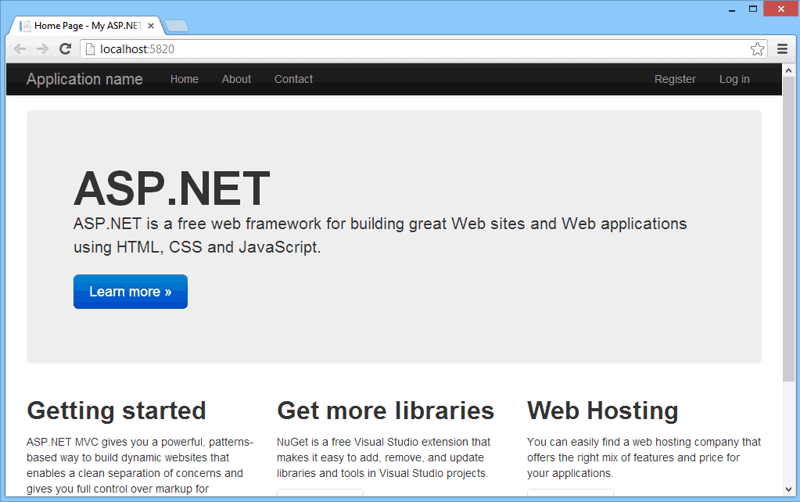 Home Page - My ASP.NET
localhost:5820
Application name Home About Contact Register Log in
ASP.NET
ASP.NET is a free web framework for building great Web sites and Web applications
using HTML, CSS and JavaScript.
Learn more »
Getting started
ASP.NET MVC gives you a powerful, patterns-
based way to build dynamic websites that
enables a clean separation of concerns and
gives you full control over markup for
Get more libraries
NuGet is a free Visual Studio extension that
makes it easy to add, remove, and update
libraries and tools in Visual Studio projects.
Web Hosting
You can easily find a web hosting company that
offers the right mix of features and price for
your applications.